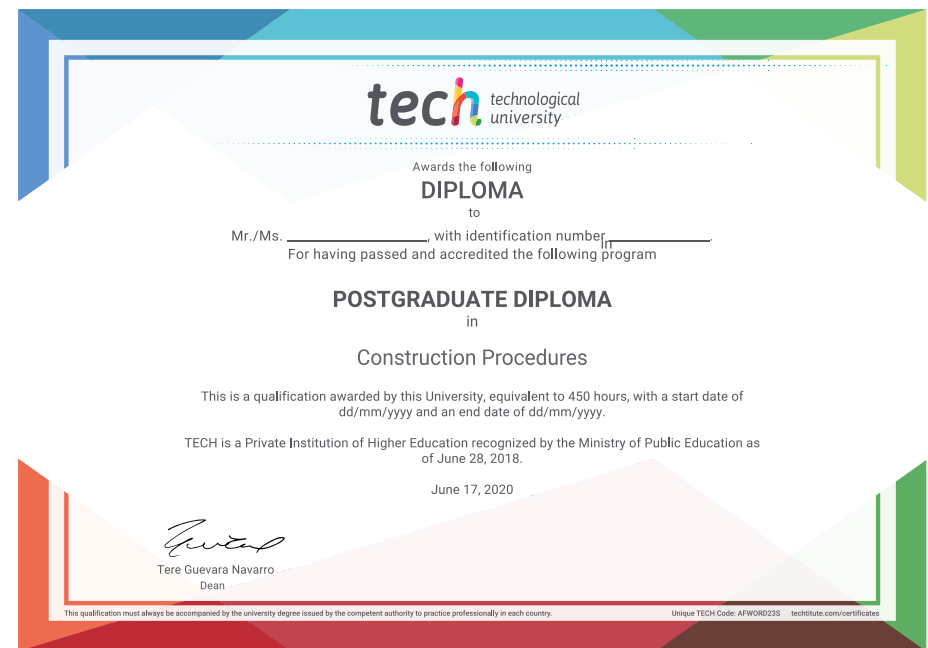 tech technological
university
Awards the following
DIPLOMA
to
Mr./Ms. , with identification number .
In
For having passed and accredited the following program
POSTGRADUATE DIPLOMA
in
Construction Procedures
This is a qualification awarded by this University, equivalent to 450 hours, with a start date of
dd/mm/yyyy and an end date of dd/mm/yyyy.
TECH is a Private Institution of Higher Education recognized by the Ministry of Public Education as
of June 28, 2018.
June 17, 2020
Tere Guevara Navarro
Dean
This qualification must always be accompanied by the university degree issued by the competent authority to practice professionally in each country. Unique TECH Code: AFWORD23S techtitute.com/certificates